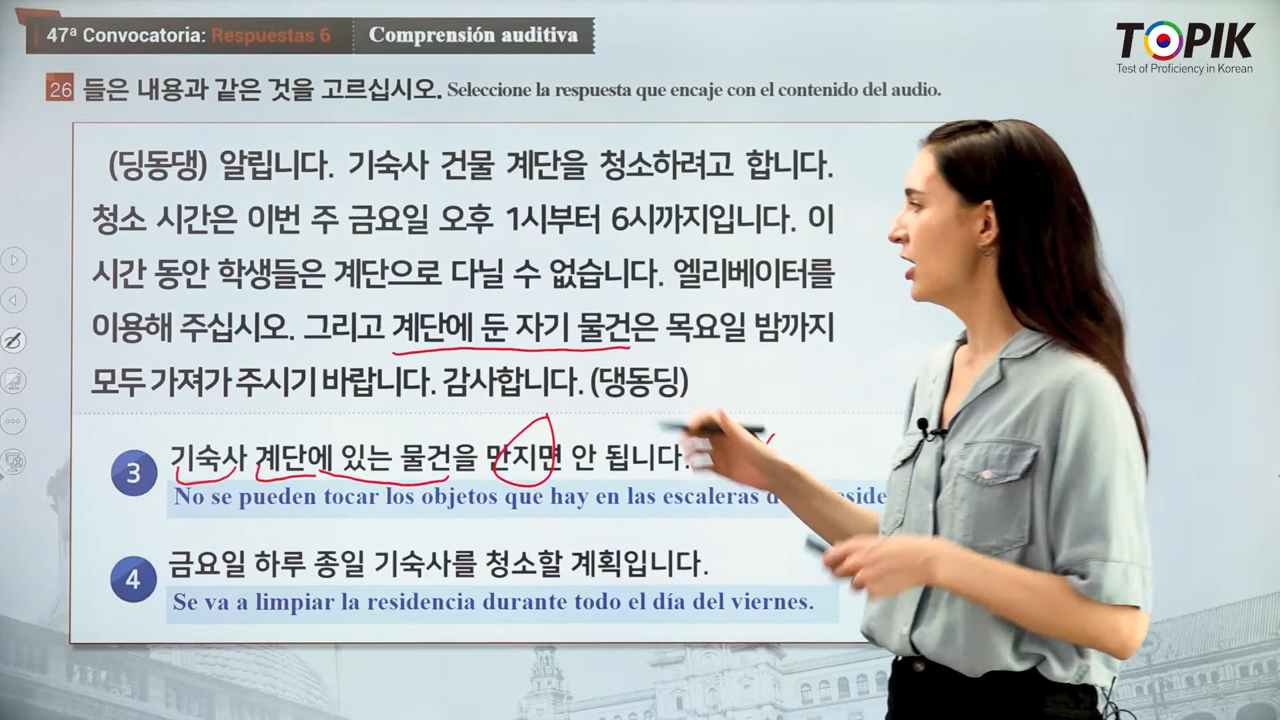 47ª Convocatoria: Respuestas 6 Comprensión auditiva
TOPIK
Test of Proficiency in Korean
26 들은 내용과 같은 것을 고르십시오. Seleccione la respuesta que encaje con el contenido del audio.
(딩동댕) 알립니다. 기숙사 건물 계단을 청소하려고 합니다.
청소 시간은 이번 주 금요일 오후 1시부터 6시까지입니다. 이
시간 동안 학생들은 계단으로 다닐 수 없습니다. 엘리베이터를
이용해 주십시오. 그리고 계단에 둔 자기 물건은 목요일 밤까지
모두 가져가 주시기 바랍니다. 감사합니다. (댕동딩)
3 기숙사 계단에 있는 물건을 만지면 안 됩니다.
No se pueden tocar los objetos que hay en las escaleras
4 금요일 하루 종일 기숙사를 청소할 계획입니다.
Se va a limpiar la residencia durante todo el día del viernes.